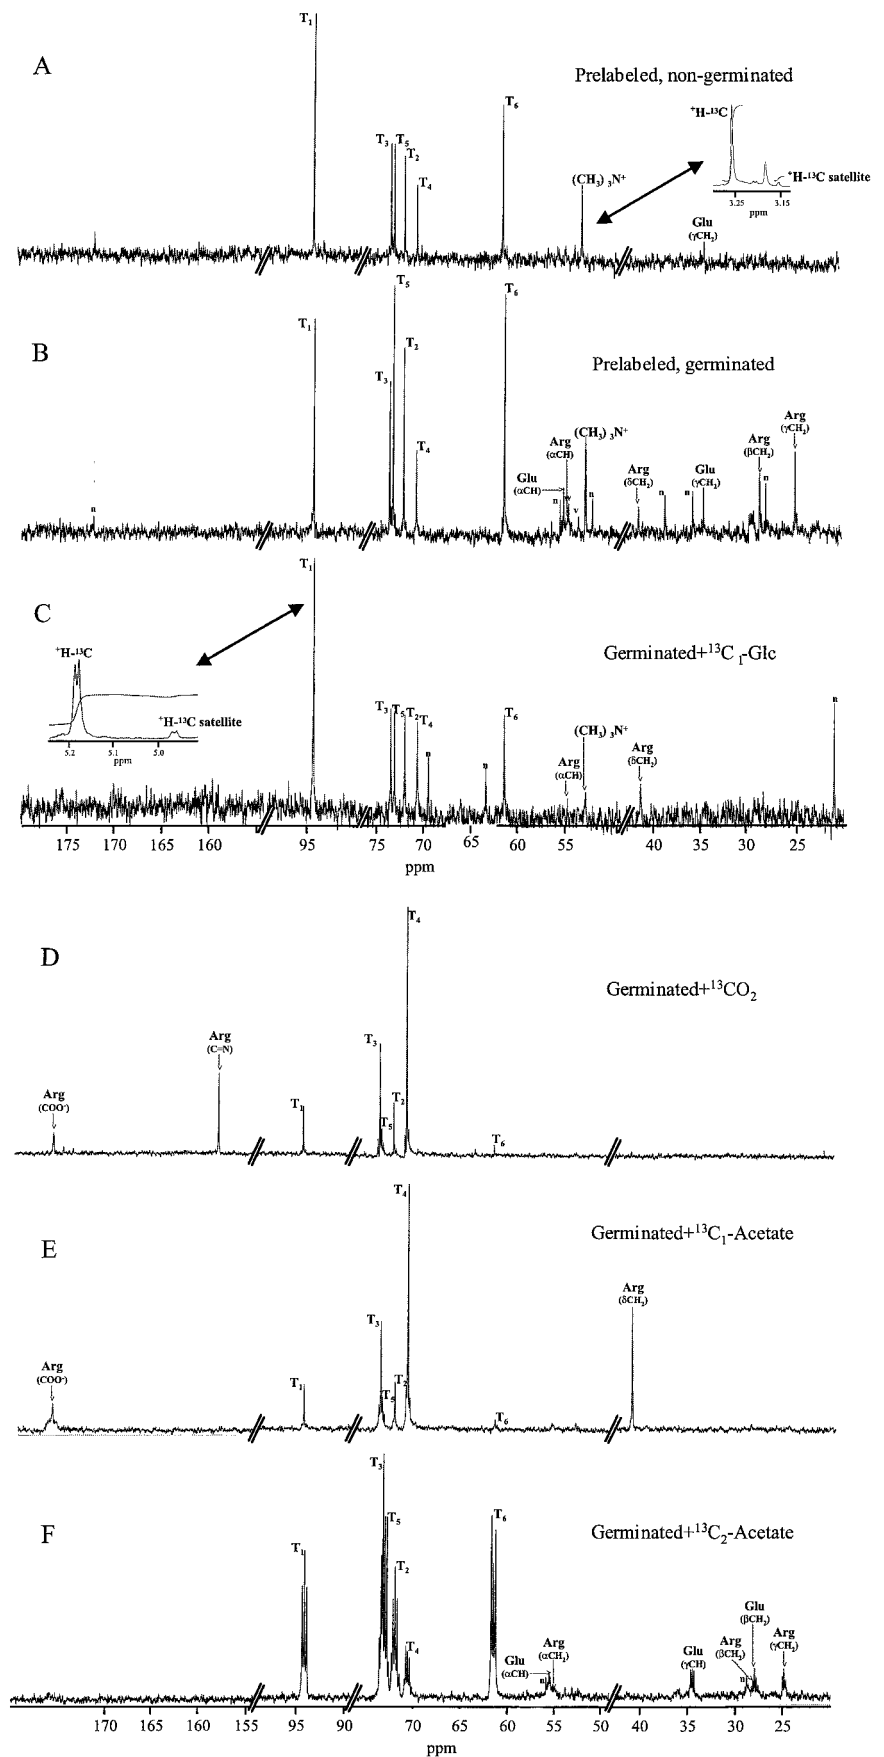 T1
A
Prelabeled, non-germinated
+H-13C
T6
T3 T5
T2
T4
(CH3) 3N+
+H-13C satellite
3.25 3.15
ppm
Glu
(γCH2)
T5
T6
T1
B
T2
Prelabeled, germinated
T3
T4
Arg
(αCH)
(CH3) 3N+
Arg
(βCH2)
Arg
(γCH2)
Glu
(αCH)
Arg
(δCH2)
Glu
(γCH2)
n
n
v
n
n
n
n
T1
C
Germinated+13C1-Glc
+H-13C
+H-13C satellite
5.2 5.1 5.0
ppm
T3 T5 T2 T4
n
n
T6
(CH3) 3N+
Arg
(αCH)
Arg
(δCH2)
n
175 170 165 160 95 75 70 65 60 55 40 35 30 25
ppm
T4
D
Germinated+13CO2
Arg
(C=N)
T3
Arg
(COO-)
T1
T2
T5
T6
T4
E
Germinated+13C1-Acetate
Arg
(δCH2)
T3
Arg
(COO-)
T1
T5 T2
T6
T3
F
T5
T6
Germinated+13C2-Acetate
T1
T2
T4
Glu
(αCH)
Arg
(αCH2)
n
Glu
(γCH)
Arg
(βCH2)
Glu
(βCH2)
Arg
(γCH2)
n
170 165 160 155 95 90 70 65 60 55 50 40 35 30 25
ppm